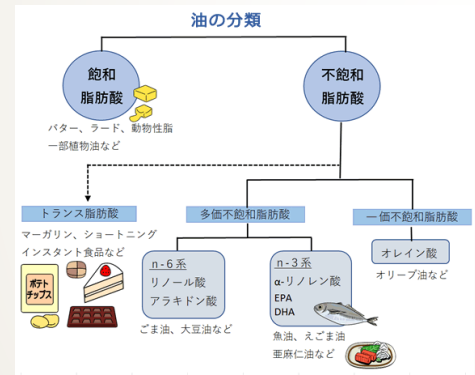 油の分類
飽和
脂肪酸
不飽和
脂肪酸
バター、ラード、動物性脂
一部植物油など
トランス脂肪酸
マーガリン、ショートニング
インスタント食品など
ポテト
チップス
多価不飽和脂肪酸
n-6系
リノール酸
アラキドン酸
ごま油、大豆油など
n-3系
α-リノレン酸
EPA
DHA
魚油、えごま油
亜麻仁油など
一価不飽和脂肪酸
オレイン酸
オリーブ油など